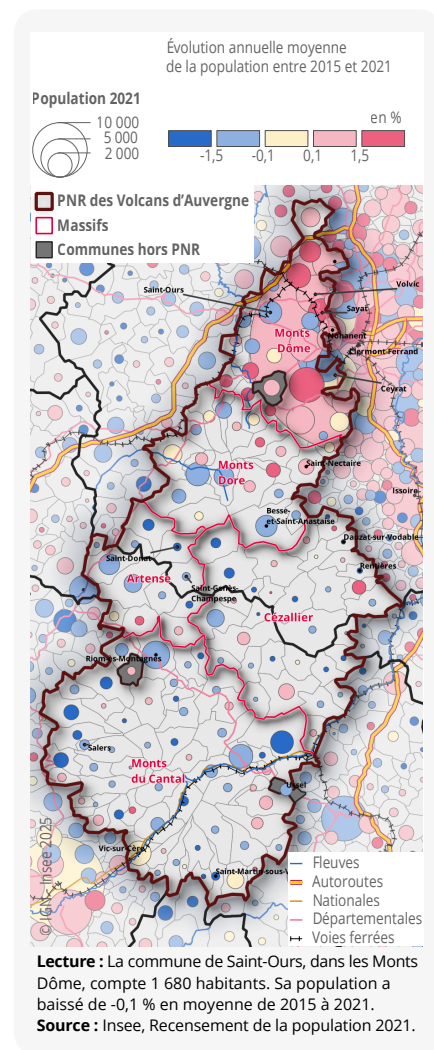 Évolution annuelle moyenne
de la population entre 2015 et 2021
Population 2021
10 000
5 000
2 000
en %
-1,5
-0,1
0,1
1,5
PNR des Volcans d'Auvergne
Massifs
Communes hors PNR
Saint-Ours
Volvic
Sayat
Nohanent
Monts
Dôme
Clermont-Ferrand
Ceyrat
Saint-Nectaire
Monts
Dore
Issoire
Besse-
et-Saint-Anastaise
Dauzat-sur-Vodable
Saint-Donat
Rentières
Artense
Saint-Genès-
Champespe
Cézallier
Riom-ès-Montagnes
Salers
Monts
du Cantal
Ussel
Vic-sur-Cère
Saint-Martin-sous-V
© IGN - Insee 2025
Fleuves
Autoroutes
Nationales
Départementales
Voies ferrées
Lecture : La commune de Saint-Ours, dans les Monts
Dôme, compte 1 680 habitants. Sa population a
baissé de -0,1 % en moyenne de 2015 à 2021.
Source : Insee, Recensement de la population 2021.